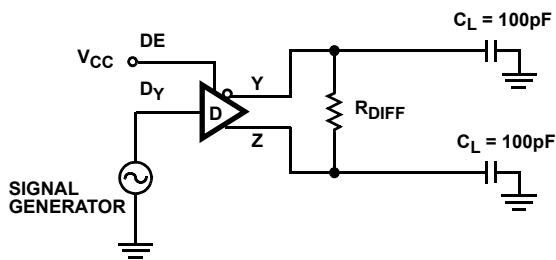 C_L = 100pF
DE
V_CC
D_Y
Y
D
R_DIFF
Z
C_L = 100pF
SIGNAL
GENERATOR